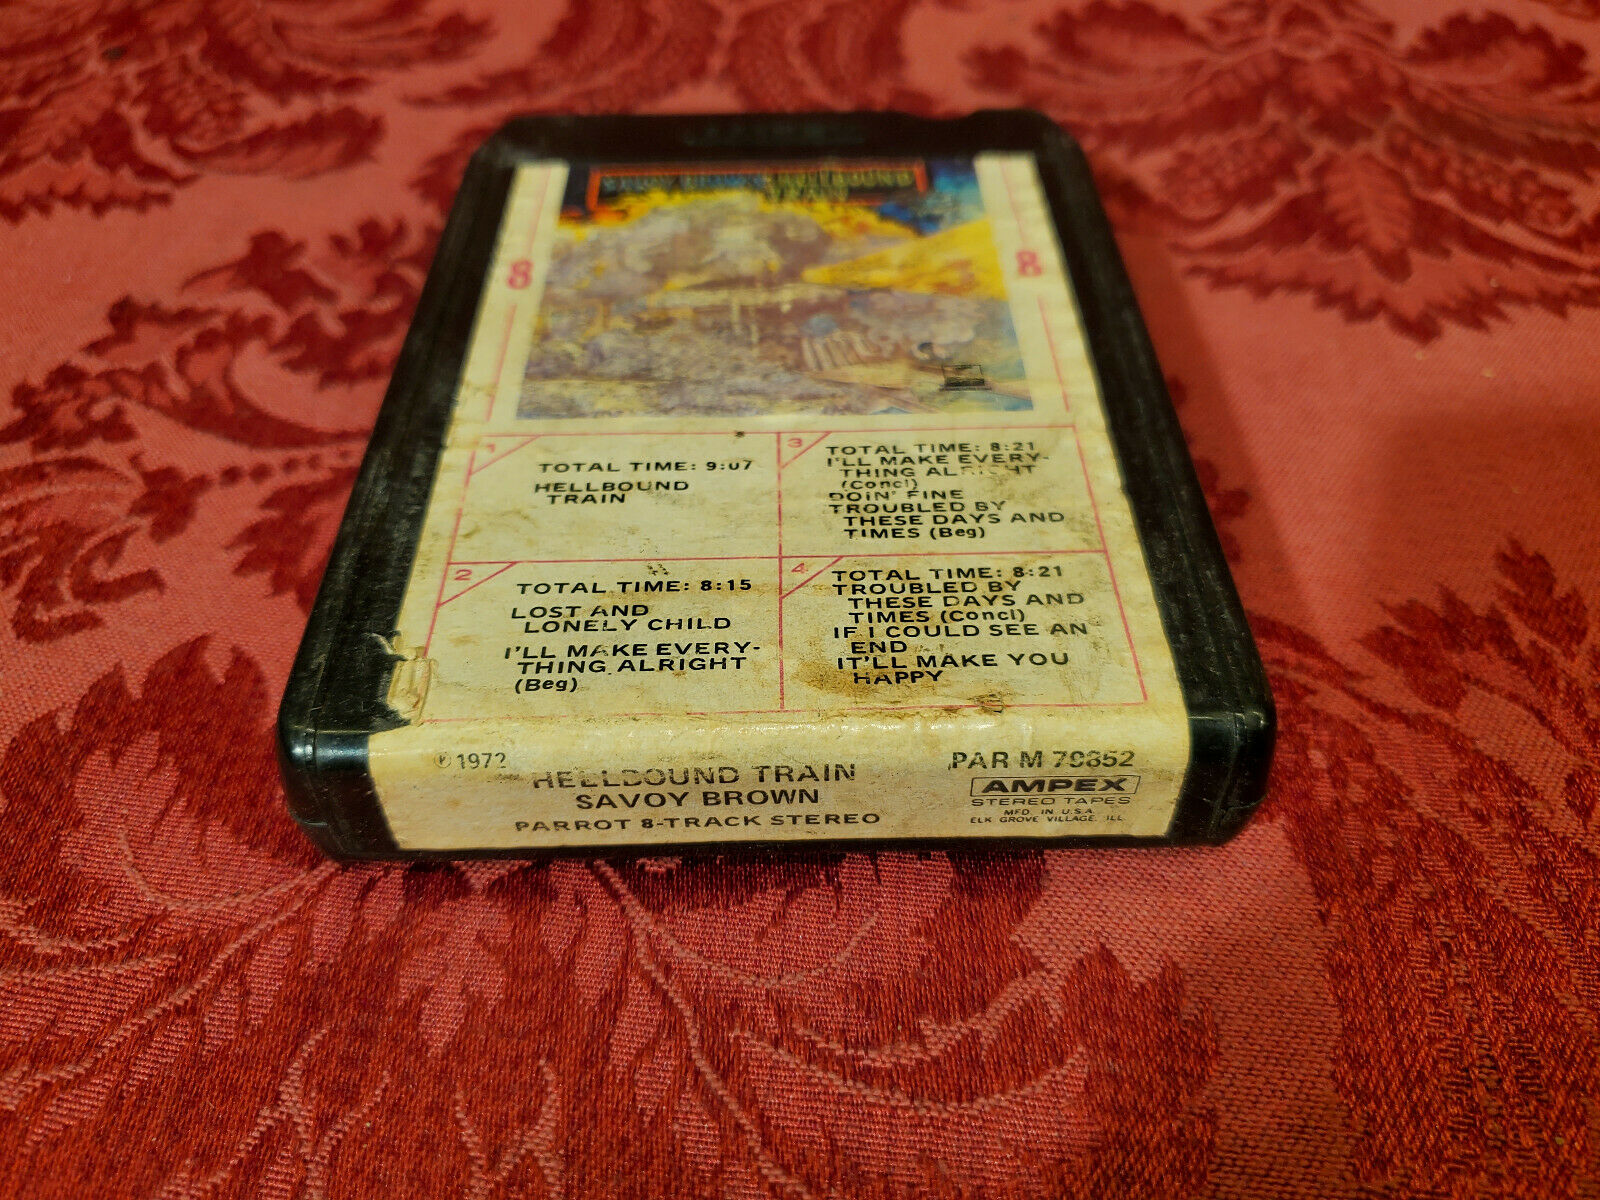 SAVOY BROWN HELLBOUND
TRAIN
8
8
1
TOTAL TIME: 9:07
HELLBOUND
TRAIN
2
TOTAL TIME: 8:15
LOST AND
LONELY CHILD
I'LL MAKE EVERY-
THING ALRIGHT
(Beg)
3
TOTAL TIME: 8:21
I'LL MAKE EVERY-
THING ALRIGHT
(Concl)
DOIN' FINE
TROUBLED BY
THESE DAYS AND
TIMES (Beg)
4
TOTAL TIME: 8:21
TROUBLED BY
THESE DAYS AND
TIMES (Concl)
IF I COULD SEE AN
END
IT'LL MAKE YOU
HAPPY
℗1972
HELLBOUND TRAIN
SAVOY BROWN
PARROT 8-TRACK STEREO
PAR M 79852
AMPEX
STEREO TAPES
MFD. IN U.S.A.
ELK GROVE VILLAGE, ILL.